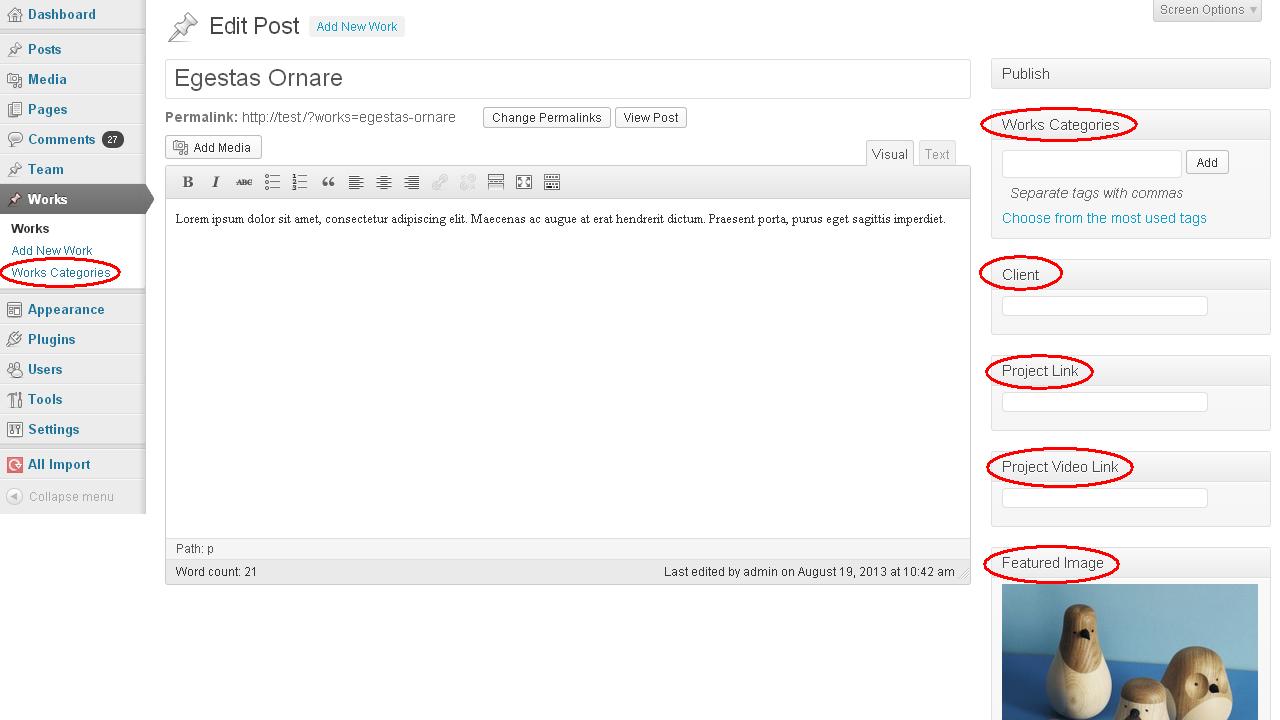 Dashboard
Posts
Media
Pages
Comments 27
Team
Works
Works
Add New Work
Works Categories
Appearance
Plugins
Users
Tools
Settings
All Import
Collapse menu
Screen Options
Edit Post Add New Work
Egestas Ornare
Permalink: http://test/?works=egestas-ornare Change Permalinks View Post
Add Media
Visual Text
B I ABC
Lorem ipsum dolor sit amet, consectetur adipiscing elit. Maecenas ac augue at erat hendrerit dictum. Praesent porta, purus eget sagittis imperdiet.
Path: p
Word count: 21 Last edited by admin on August 19, 2013 at 10:42 am
Publish
Works Categories
Add
Separate tags with commas
Choose from the most used tags
Client
Project Link
Project Video Link
Featured Image